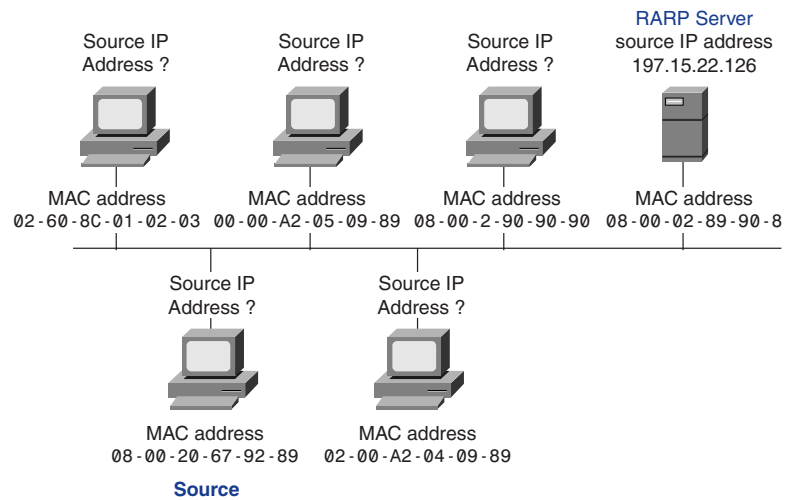 RARP Server
Source IP
Address ?
Source IP
Address ?
Source IP
Address ?
source IP address
197.15.22.126
MAC address
02-60-8C-01-02-03
MAC address
00-00-A2-05-09-89
MAC address
08-00-2-90-90-90
MAC address
08-00-02-89-90-8
Source IP
Address ?
Source IP
Address ?
MAC address
08-00-20-67-92-89
MAC address
02-00-A2-04-09-89
Source